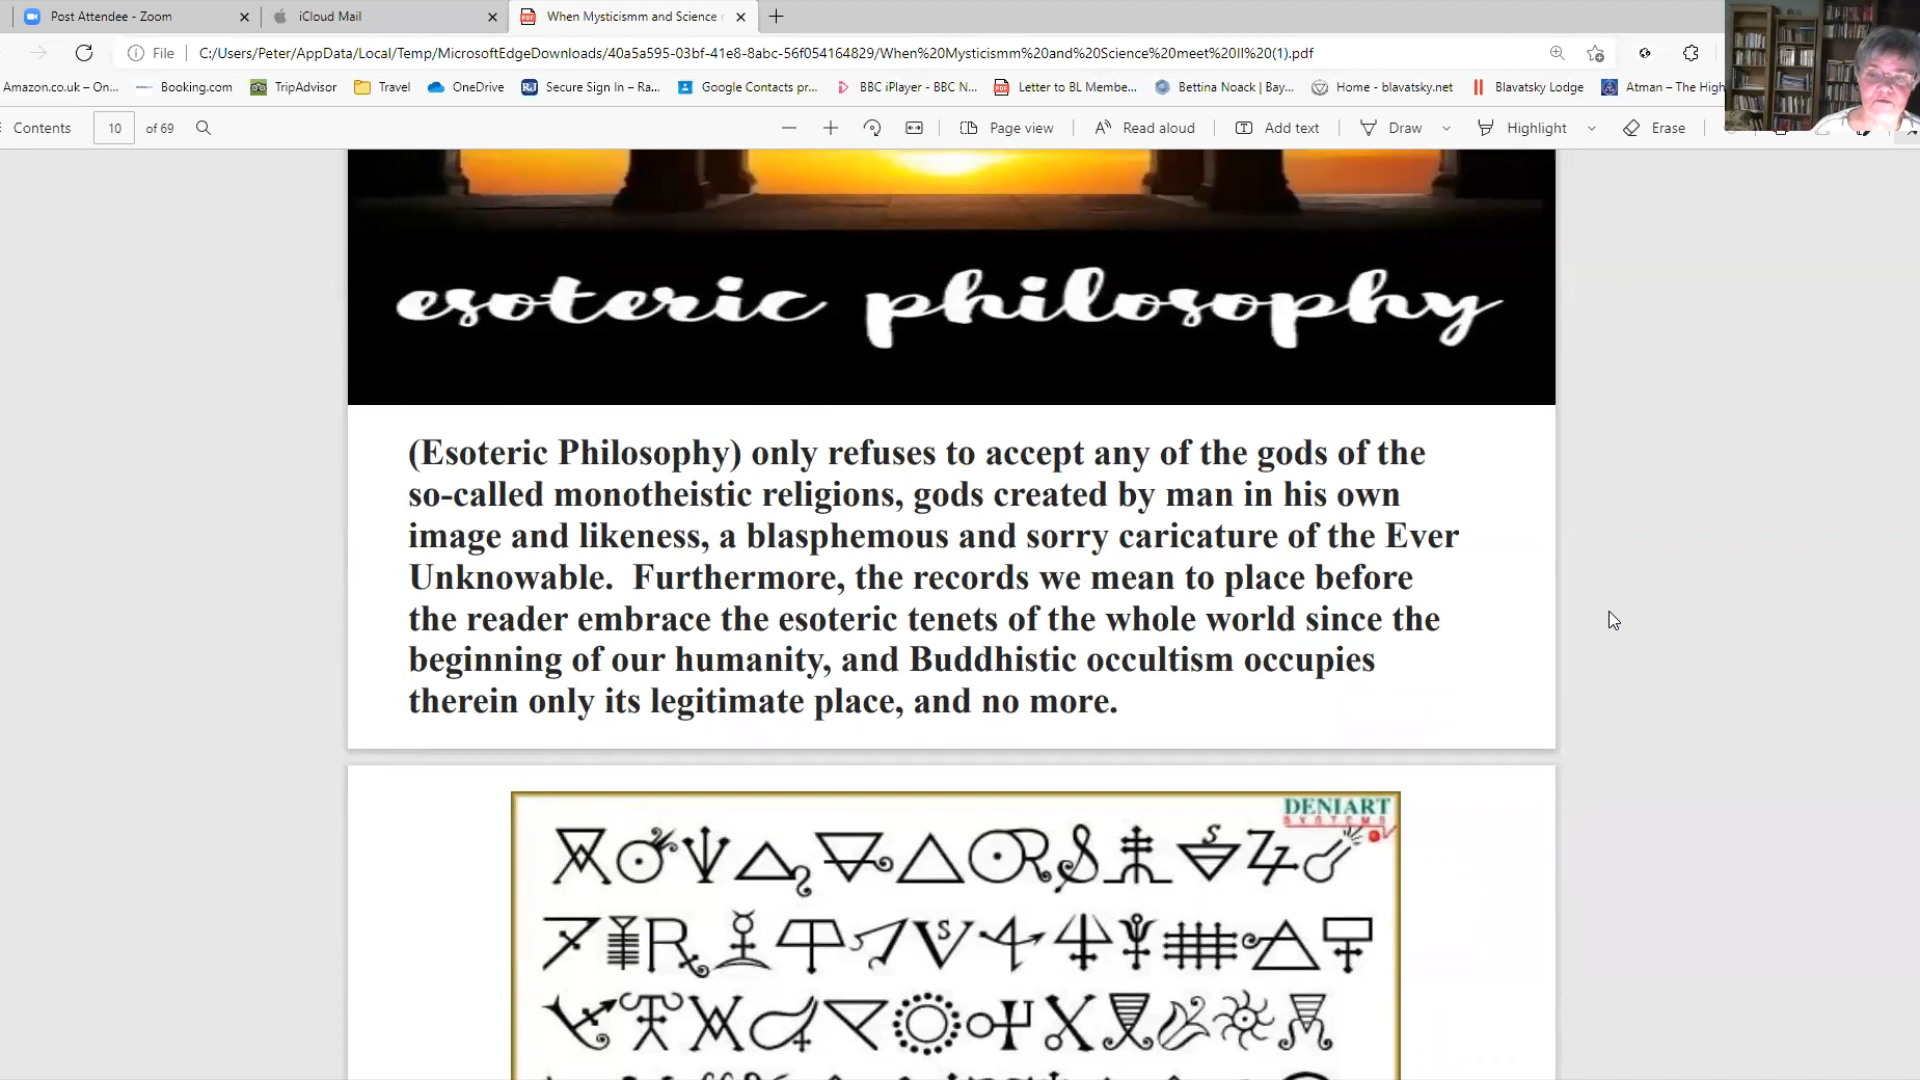 Post Attendee - Zoom
iCloud Mail
When Mysticismm and Science
File
C:/Users/Peter/AppData/Local/Temp/MicrosoftEdgeDownloads/40a5a595-03bf-41e8-8abc-56f054164829/When%20Mysticismm%20and%20Science%20meet%20II%20(1).pdf
Amazon.co.uk – On...
Booking.com
TripAdvisor
Travel
OneDrive
Secure Sign In – Ra...
Google Contacts pr...
BBC iPlayer - BBC N...
Letter to BL Membe...
Bettina Noack | Bay...
Home - blavatsky.net
Blavatsky Lodge
Atman – The High
Contents
10 of 69
Page view
Read aloud
Add text
Draw
Highlight
Erase
esoteric philosophy
(Esoteric Philosophy) only refuses to accept any of the gods of the
so-called monotheistic religions, gods created by man in his own
image and likeness, a blasphemous and sorry caricature of the Ever
Unknowable.  Furthermore, the records we mean to place before
the reader embrace the esoteric tenets of the whole world since the
beginning of our humanity, and Buddhistic occultism occupies
therein only its legitimate place, and no more.
DENIART
SYSTEMS